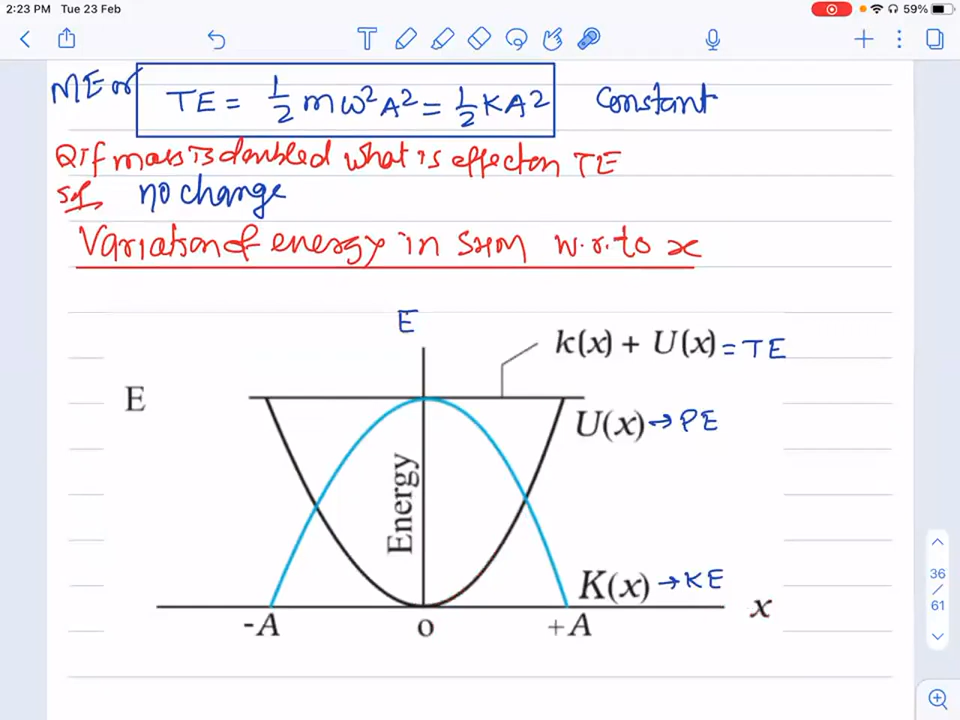 2:23 PM Tue 23 Feb
59%
ME or TE = 1/2 mω²A² = 1/2 KA² Constant
Q If mass is doubled what is effect on TE
Sol. no change
Variation of energy in SHM w.r.to x
E
k(x) + U(x) = TE
E
U(x) → PE
Energy
K(x) → KE
-A o +A x
36
/
61